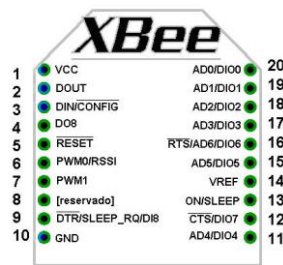 XBee
1 VCC AD0/DIO0 20
2 DOUT AD1/DIO1 19
3 DIN/CONFIG AD2/DIO2 18
4 DO8 AD3/DIO3 17
5 RESET RTS/AD6/DIO6 16
6 PWM0/RSSI AD5/DIO5 15
7 PWM1 VREF 14
8 [reservado] ON/SLEEP 13
9 DTR/SLEEP_RQ/DI8 CTS/DIO7 12
10 GND AD4/DIO4 11